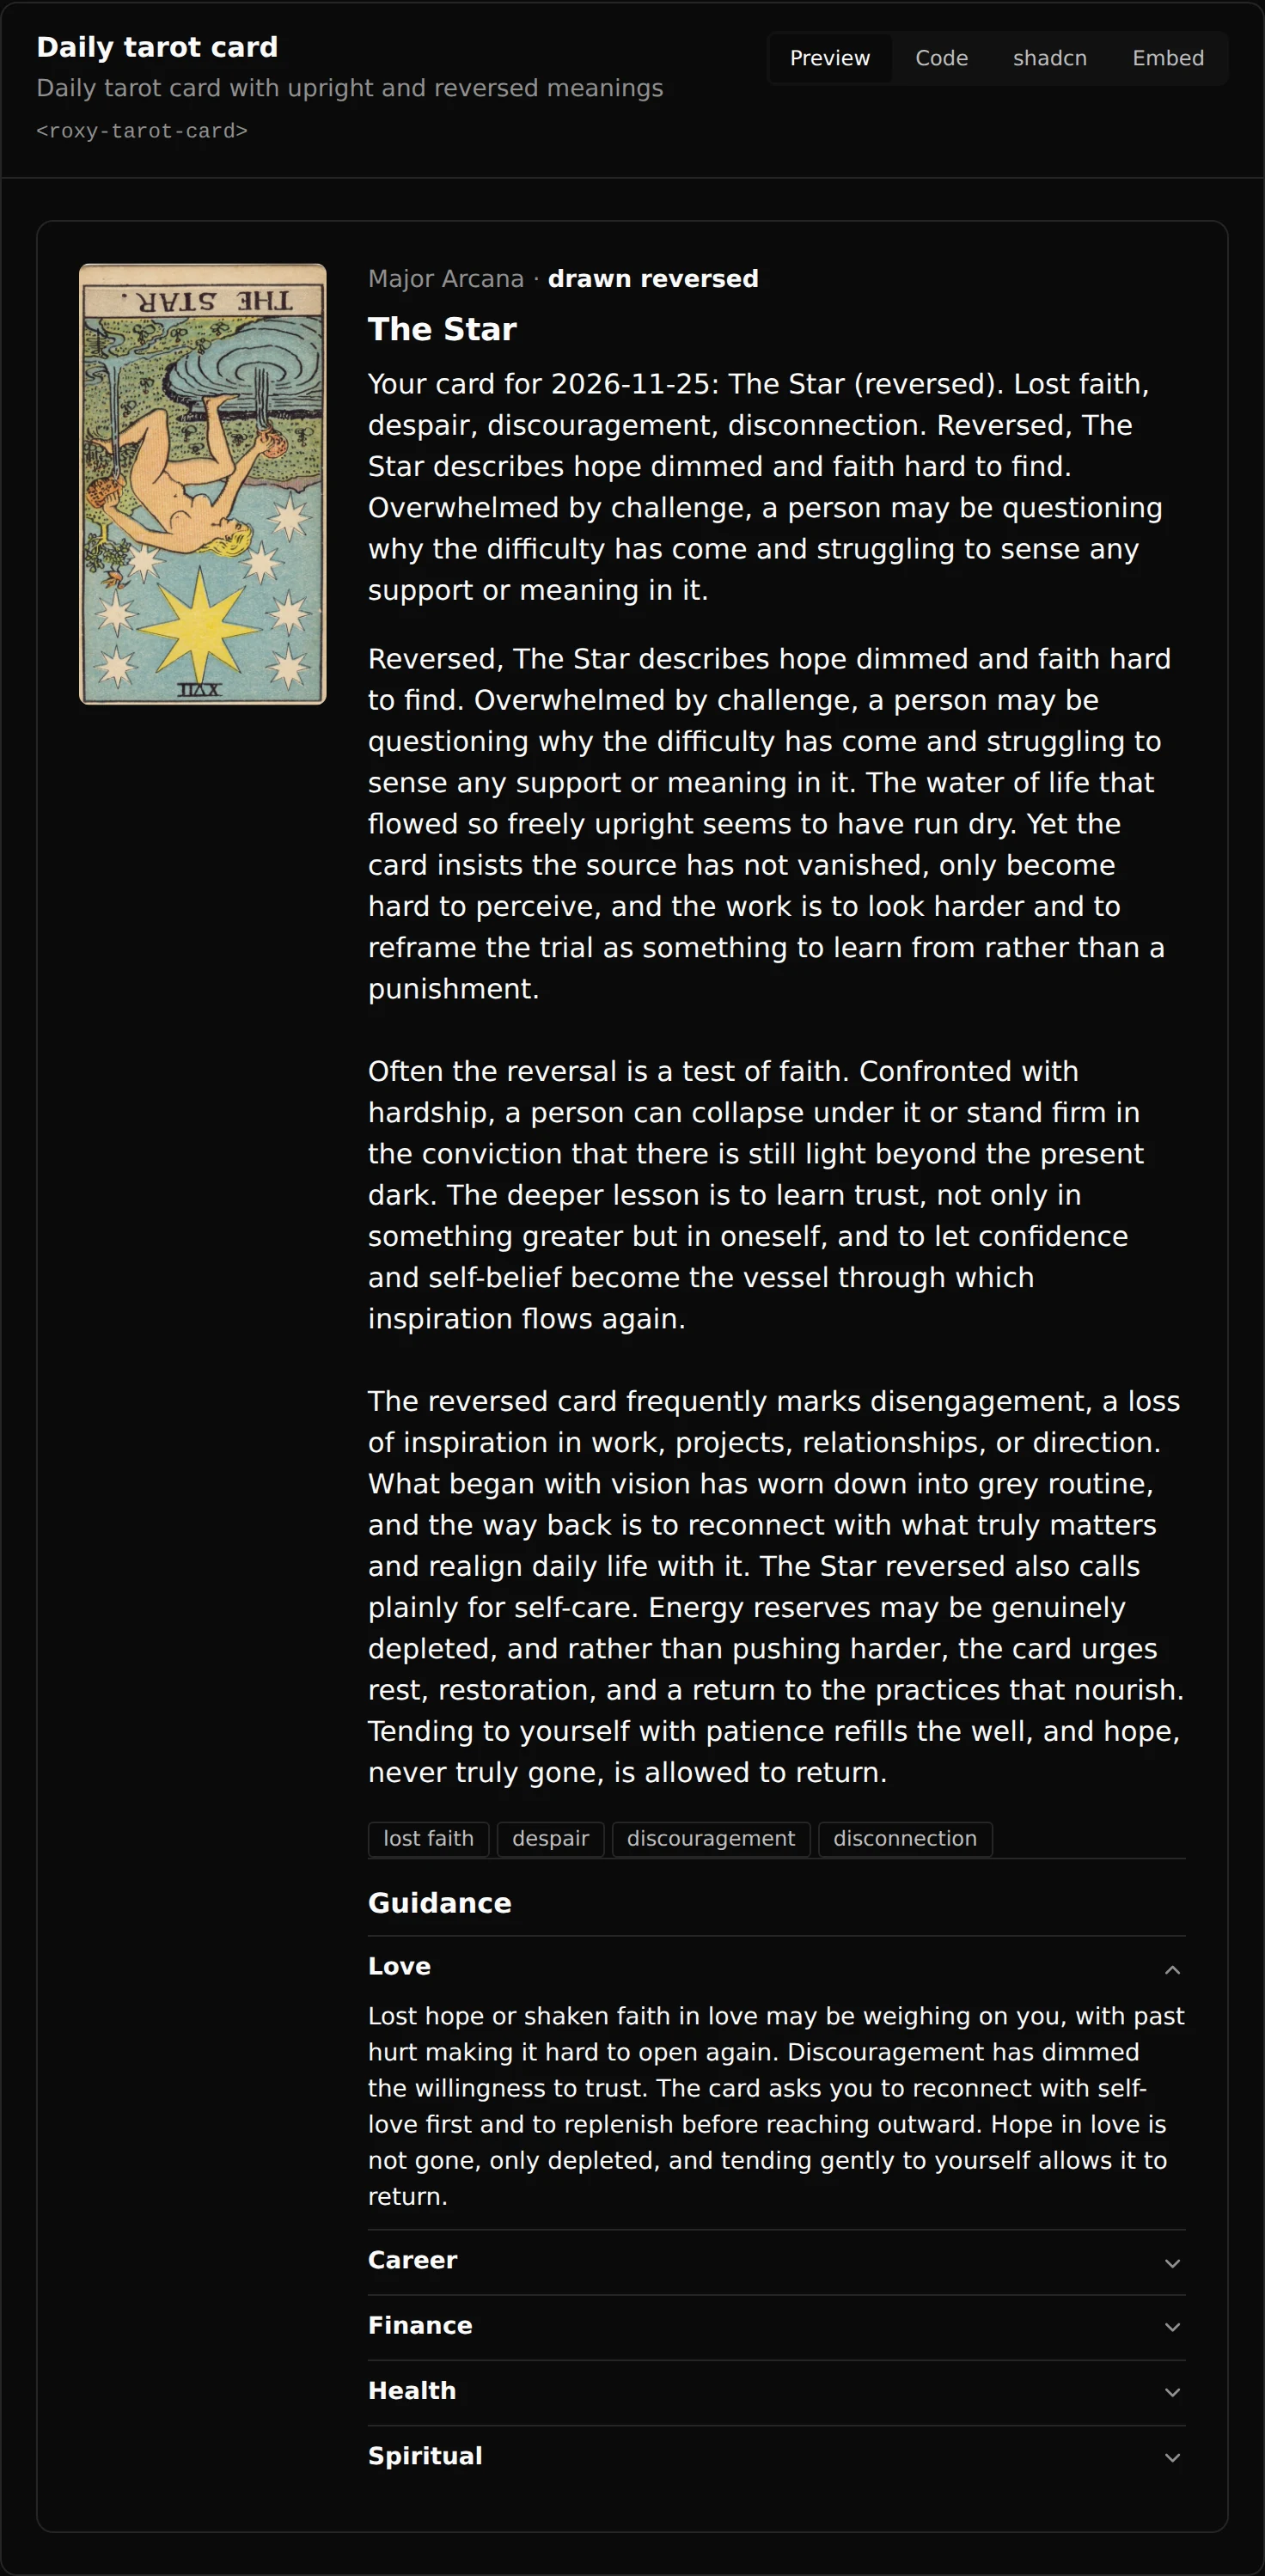 Daily tarot card
Daily tarot card with upright and reversed meanings
<roxy-tarot-card>
Preview
Code
shadcn
Embed
THE STAR.
XVII
Major Arcana · drawn reversed
The Star
Your card for 2026-11-25: The Star (reversed). Lost faith,
despair, discouragement, disconnection. Reversed, The
Star describes hope dimmed and faith hard to find.
Overwhelmed by challenge, a person may be questioning
why the difficulty has come and struggling to sense any
support or meaning in it.
Reversed, The Star describes hope dimmed and faith hard
to find. Overwhelmed by challenge, a person may be
questioning why the difficulty has come and struggling to
sense any support or meaning in it. The water of life that
flowed so freely upright seems to have run dry. Yet the
card insists the source has not vanished, only become
hard to perceive, and the work is to look harder and to
reframe the trial as something to learn from rather than a
punishment.
Often the reversal is a test of faith. Confronted with
hardship, a person can collapse under it or stand firm in
the conviction that there is still light beyond the present
dark. The deeper lesson is to learn trust, not only in
something greater but in oneself, and to let confidence
and self-belief become the vessel through which
inspiration flows again.
The reversed card frequently marks disengagement, a loss
of inspiration in work, projects, relationships, or direction.
What began with vision has worn down into grey routine,
and the way back is to reconnect with what truly matters
and realign daily life with it. The Star reversed also calls
plainly for self-care. Energy reserves may be genuinely
depleted, and rather than pushing harder, the card urges
rest, restoration, and a return to the practices that nourish.
Tending to yourself with patience refills the well, and hope,
never truly gone, is allowed to return.
lost faith
despair
discouragement
disconnection
Guidance
Love
Lost hope or shaken faith in love may be weighing on you, with past
hurt making it hard to open again. Discouragement has dimmed
the willingness to trust. The card asks you to reconnect with self-
love first and to replenish before reaching outward. Hope in love is
not gone, only depleted, and tending gently to yourself allows it to
return.
Career
Finance
Health
Spiritual